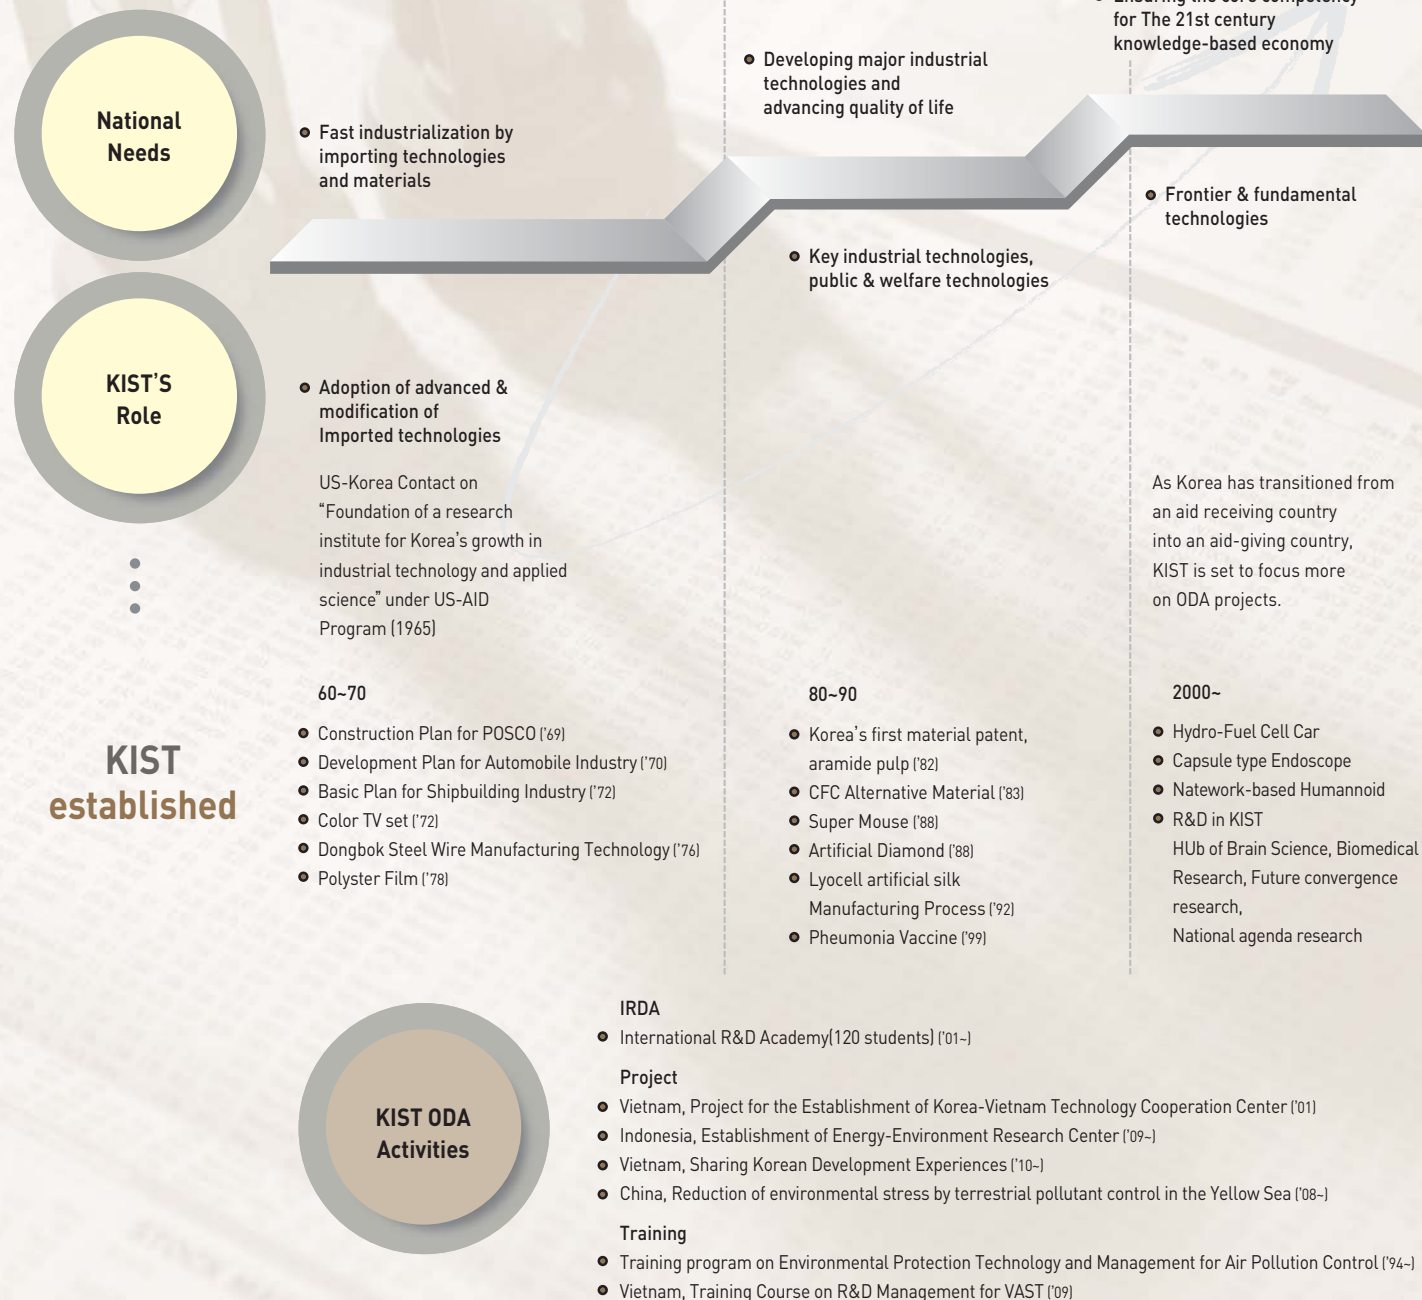 Ensuring the core competency
for The 21st century
knowledge-based economy
Developing major industrial
technologies and
advancing quality of life
National
Needs
Fast industrialization by
importing technologies
and materials
Frontier & fundamental
technologies
Key industrial technologies,
public & welfare technologies
KIST'S
Role
Adoption of advanced &
modification of
Imported technologies
US-Korea Contact on
“Foundation of a research
institute for Korea's growth in
industrial technology and applied
science” under US-AID
Program (1965)
As Korea has transitioned from
an aid receiving country
into an aid-giving country,
KIST is set to focus more
on ODA projects.
KIST
established
60~70
Construction Plan for POSCO ('69)
Development Plan for Automobile Industry ('70)
Basic Plan for Shipbuilding Industry ('72)
Color TV set ('72)
Dongbok Steel Wire Manufacturing Technology ('76)
Polyster Film ('78)
80~90
Korea's first material patent,
aramide pulp ('82)
CFC Alternative Material ('83)
Super Mouse ('88)
Artificial Diamond ('88)
Lyocell artificial silk
Manufacturing Process ('92)
Pheumonia Vaccine ('99)
2000~
Hydro-Fuel Cell Car
Capsule type Endoscope
Natework-based Humannoid
R&D in KIST
HUb of Brain Science, Biomedical
Research, Future convergence
research,
National agenda research
KIST ODA
Activities
IRDA
International R&D Academy(120 students) ('01~)
Project
Vietnam, Project for the Establishment of Korea-Vietnam Technology Cooperation Center ('01)
Indonesia, Establishment of Energy-Environment Research Center ('09~)
Vietnam, Sharing Korean Development Experiences ('10~)
China, Reduction of environmental stress by terrestrial pollutant control in the Yellow Sea ('08~)
Training
Training program on Environmental Protection Technology and Management for Air Pollution Control ('94~)
Vietnam, Training Course on R&D Management for VAST ('09)